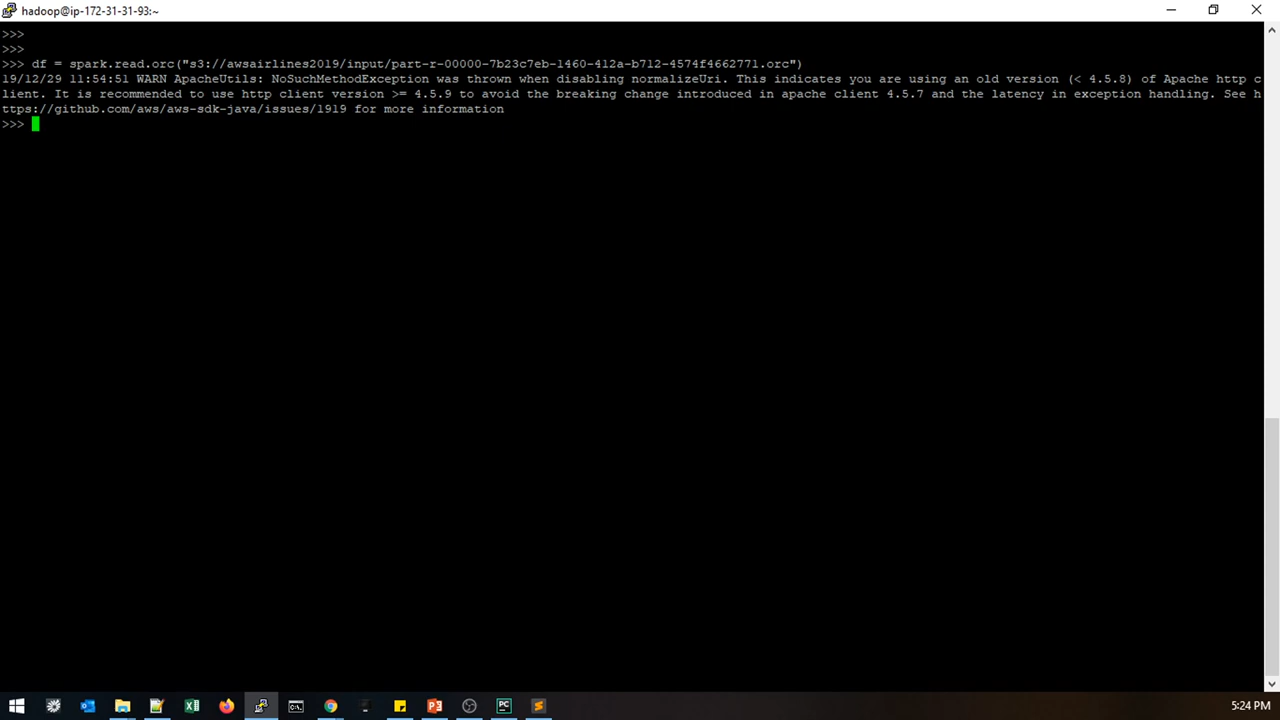 hadoop@ip-172-31-31-93:~
>>>
>>>
>>> df = spark.read.orc("s3://awsairlines2019/input/part-r-00000-7b23c7eb-1460-412a-b712-4574f4662771.orc")
19/12/29 11:54:51 WARN ApacheUtils: NoSuchMethodException was thrown when disabling normalizeUri. This indicates you are using an old version (< 4.5.8) of Apache http c
lient. It is recommended to use http client version >= 4.5.9 to avoid the breaking change introduced in apache client 4.5.7 and the latency in exception handling. See h
ttps://github.com/aws/aws-sdk-java/issues/1919 for more information
>>>
5:24 PM